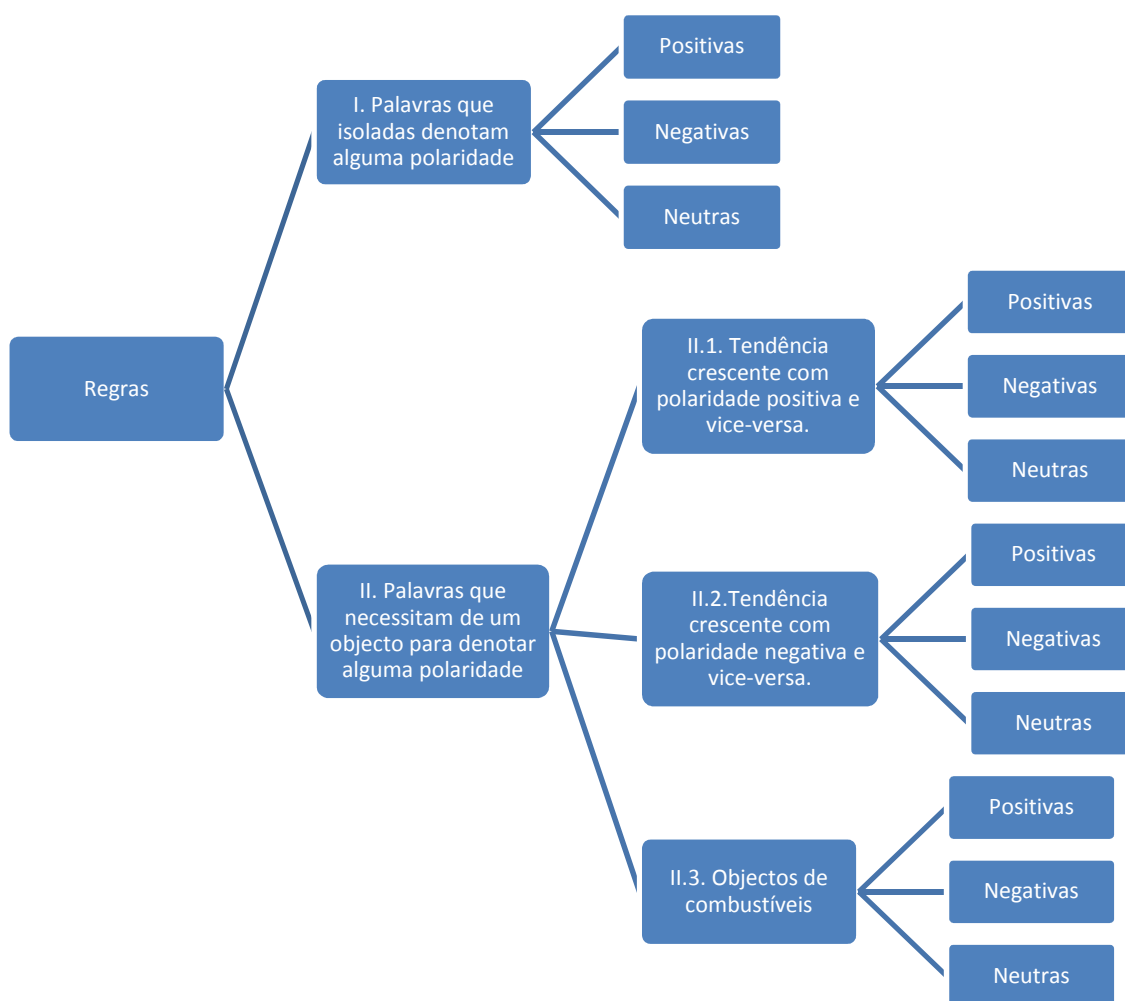 Regras
I. Palavras que
isoladas denotam
alguma polaridade
Positivas
Negativas
Neutras
II. Palavras que
necessitam de um
objecto para denotar
alguma polaridade
II.1. Tendência
crescente com
polaridade positiva e
vice-versa.
Positivas
Negativas
Neutras
II.2.Tendência
crescente com
polaridade negativa e
vice-versa.
Positivas
Negativas
Neutras
II.3. Objectos de
combustíveis
Positivas
Negativas
Neutras